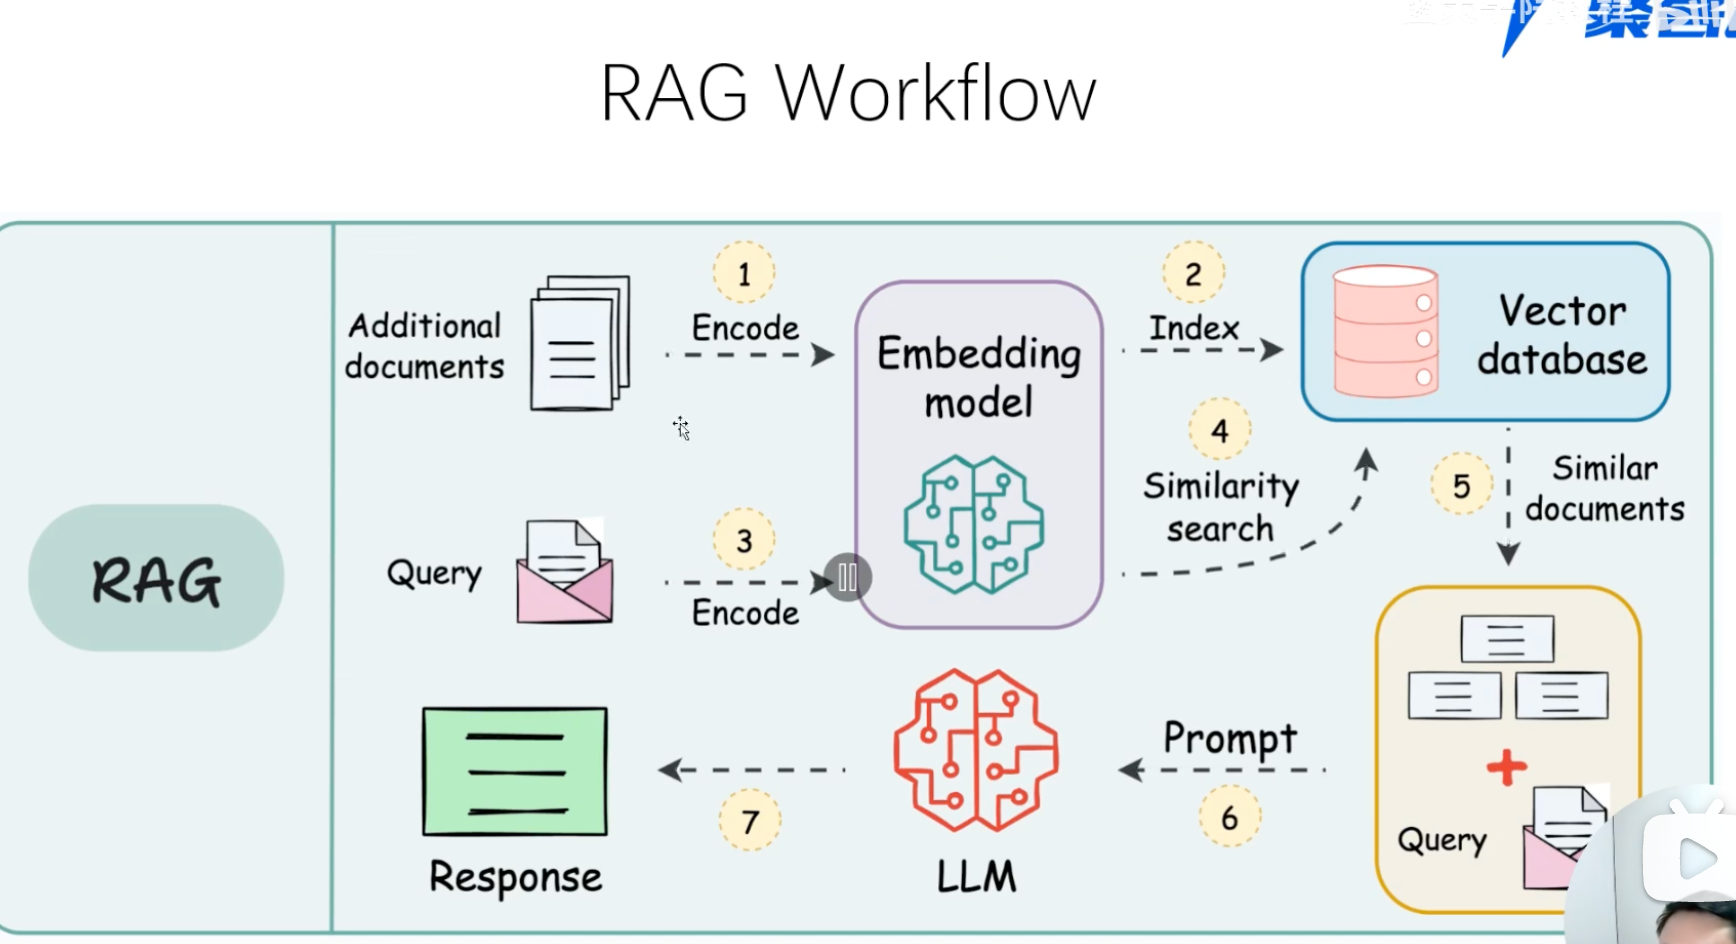 RAG Workflow
RAG
Additional
documents
1
Encode
Embedding
model
2
Index
Vector
database
4
Similarity
search
5
Similar
documents
Query
3
Encode
Query
Prompt
6
LLM
7
Response